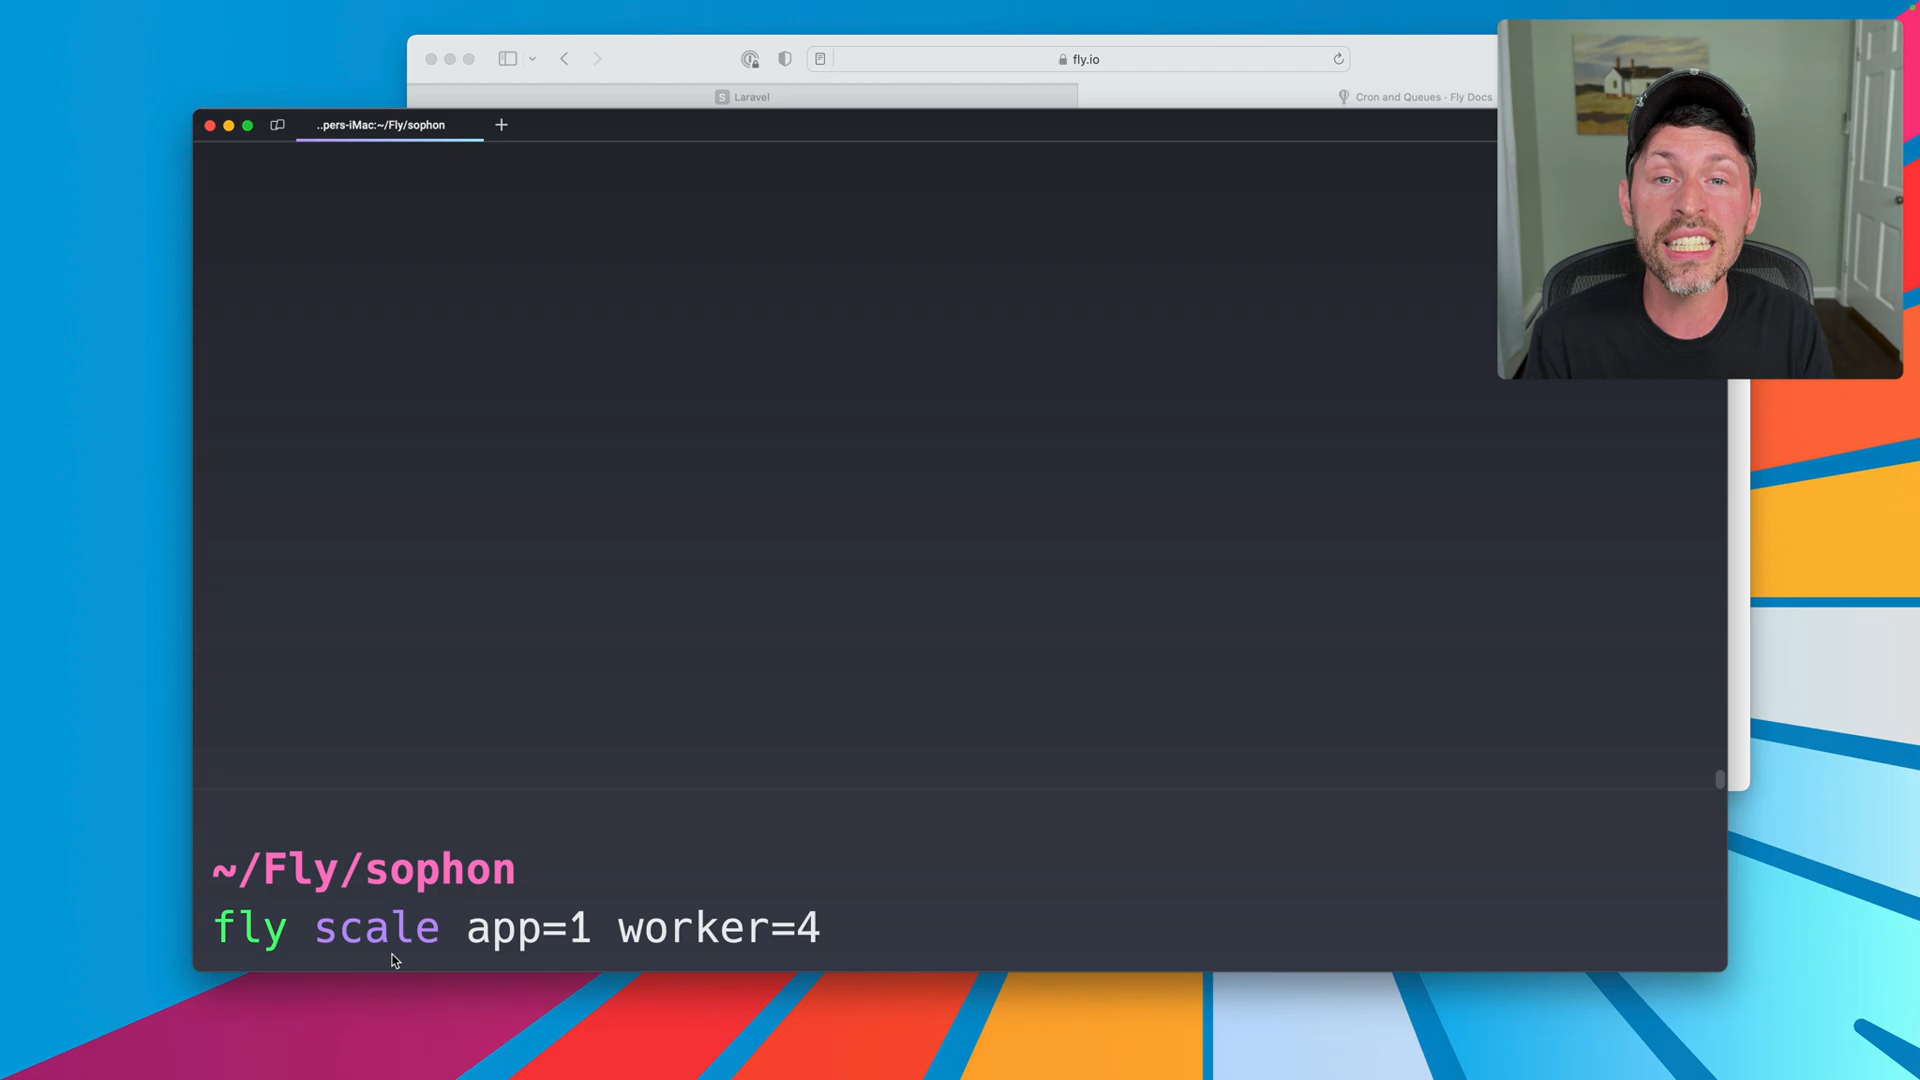 fly.io
S Laravel
Cron and Queues - Fly Docs
..pers-iMac:~/Fly/sophon
~/Fly/sophon
fly scale app=1 worker=4